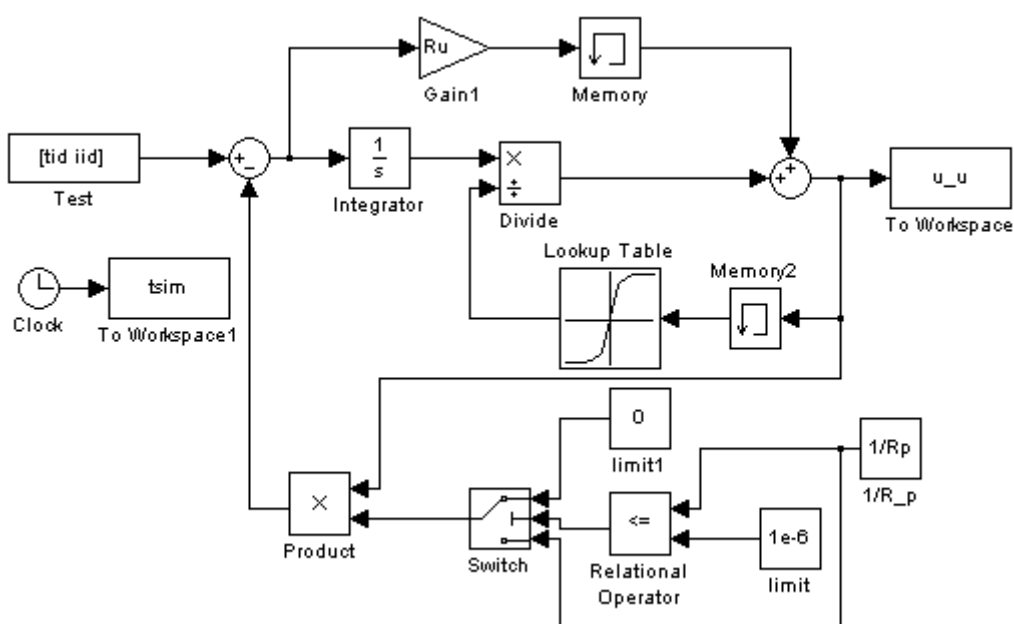 Ru
Gain1
Memory
[tid iid]
Test
+
-
1
s
Integrator
×
÷
Divide
+
+
u_u
To Workspace
Lookup Table
Memory2
Clock
tsim
To Workspace1
0
limit1
1/Rp
1/R_p
×
Product
Switch
<=
Relational
Operator
1e-6
limit